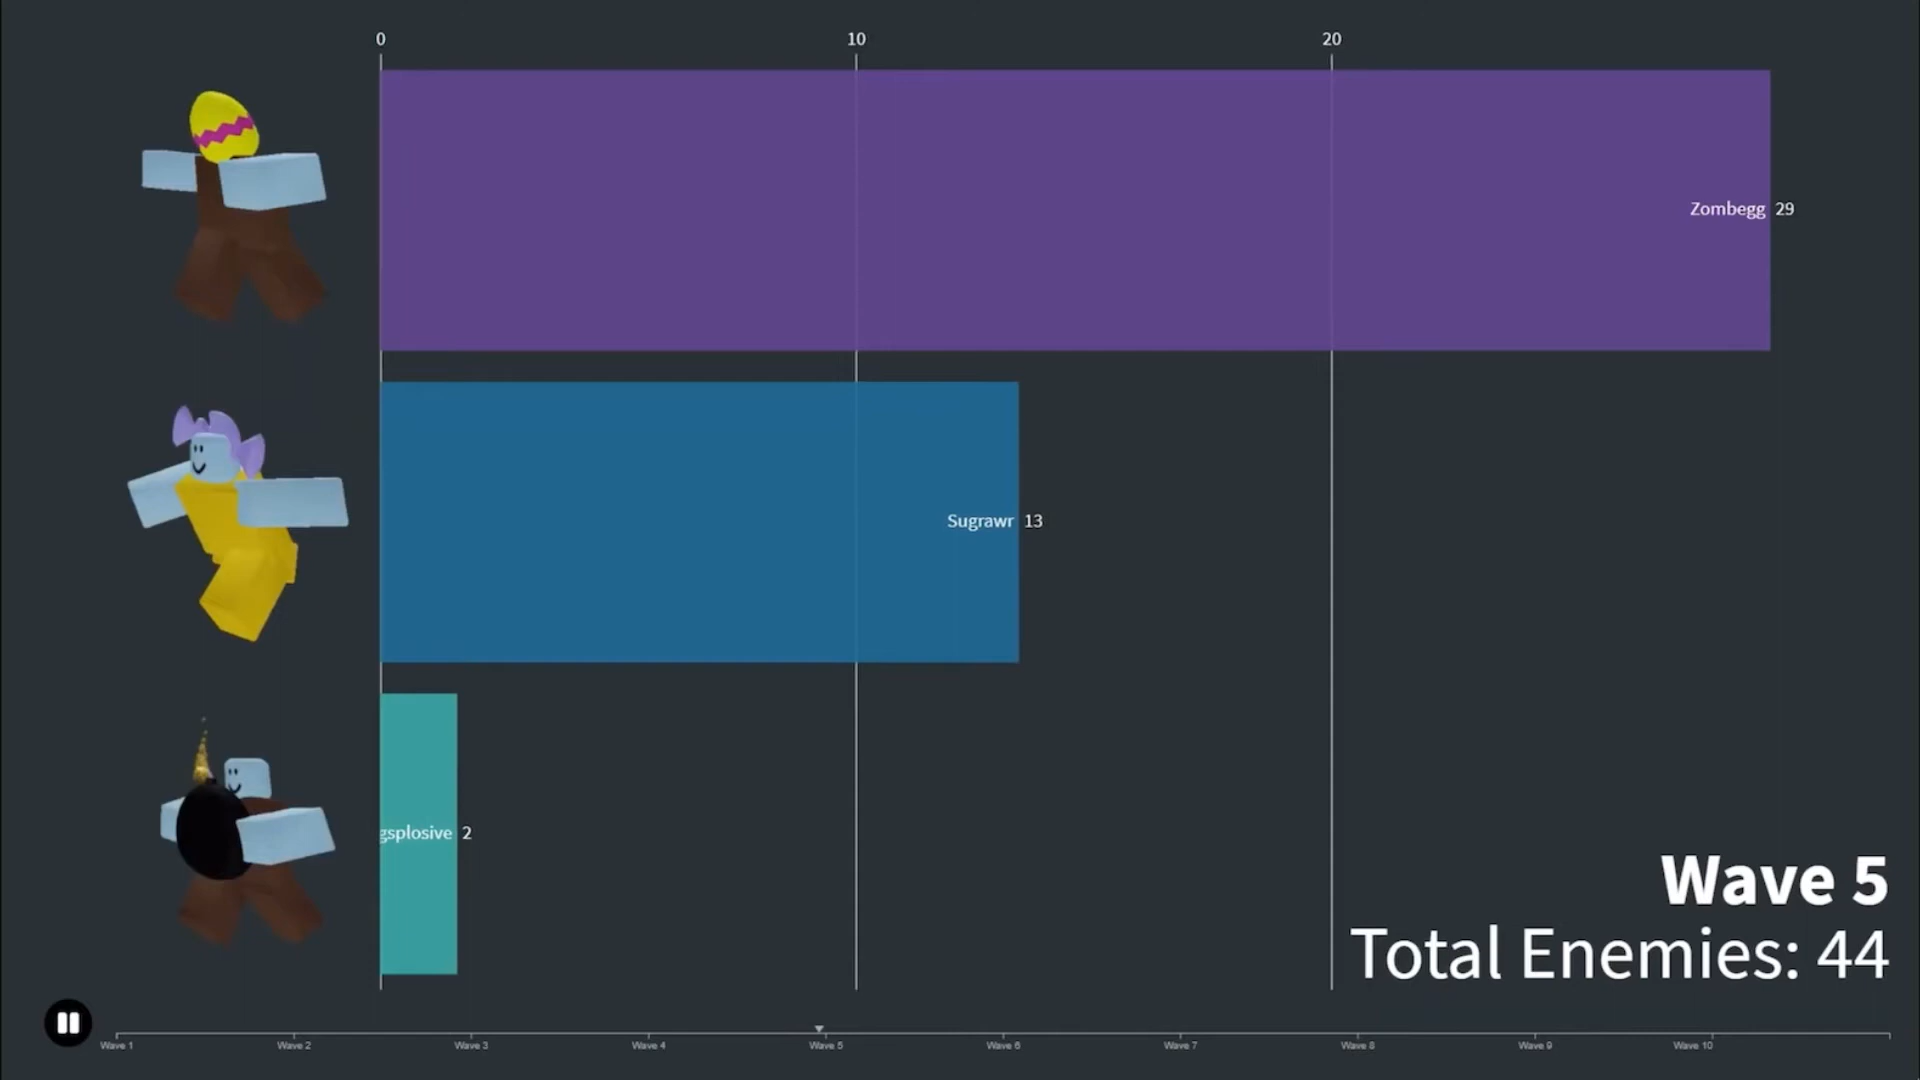 0 10 20
Zombegg 29
Sugrawr 13
gsplosive 2
Wave 5
Total Enemies: 44
Wave 1 Wave 2 Wave 3 Wave 4 Wave 5 Wave 6 Wave 7 Wave 8 Wave 9 Wave 10